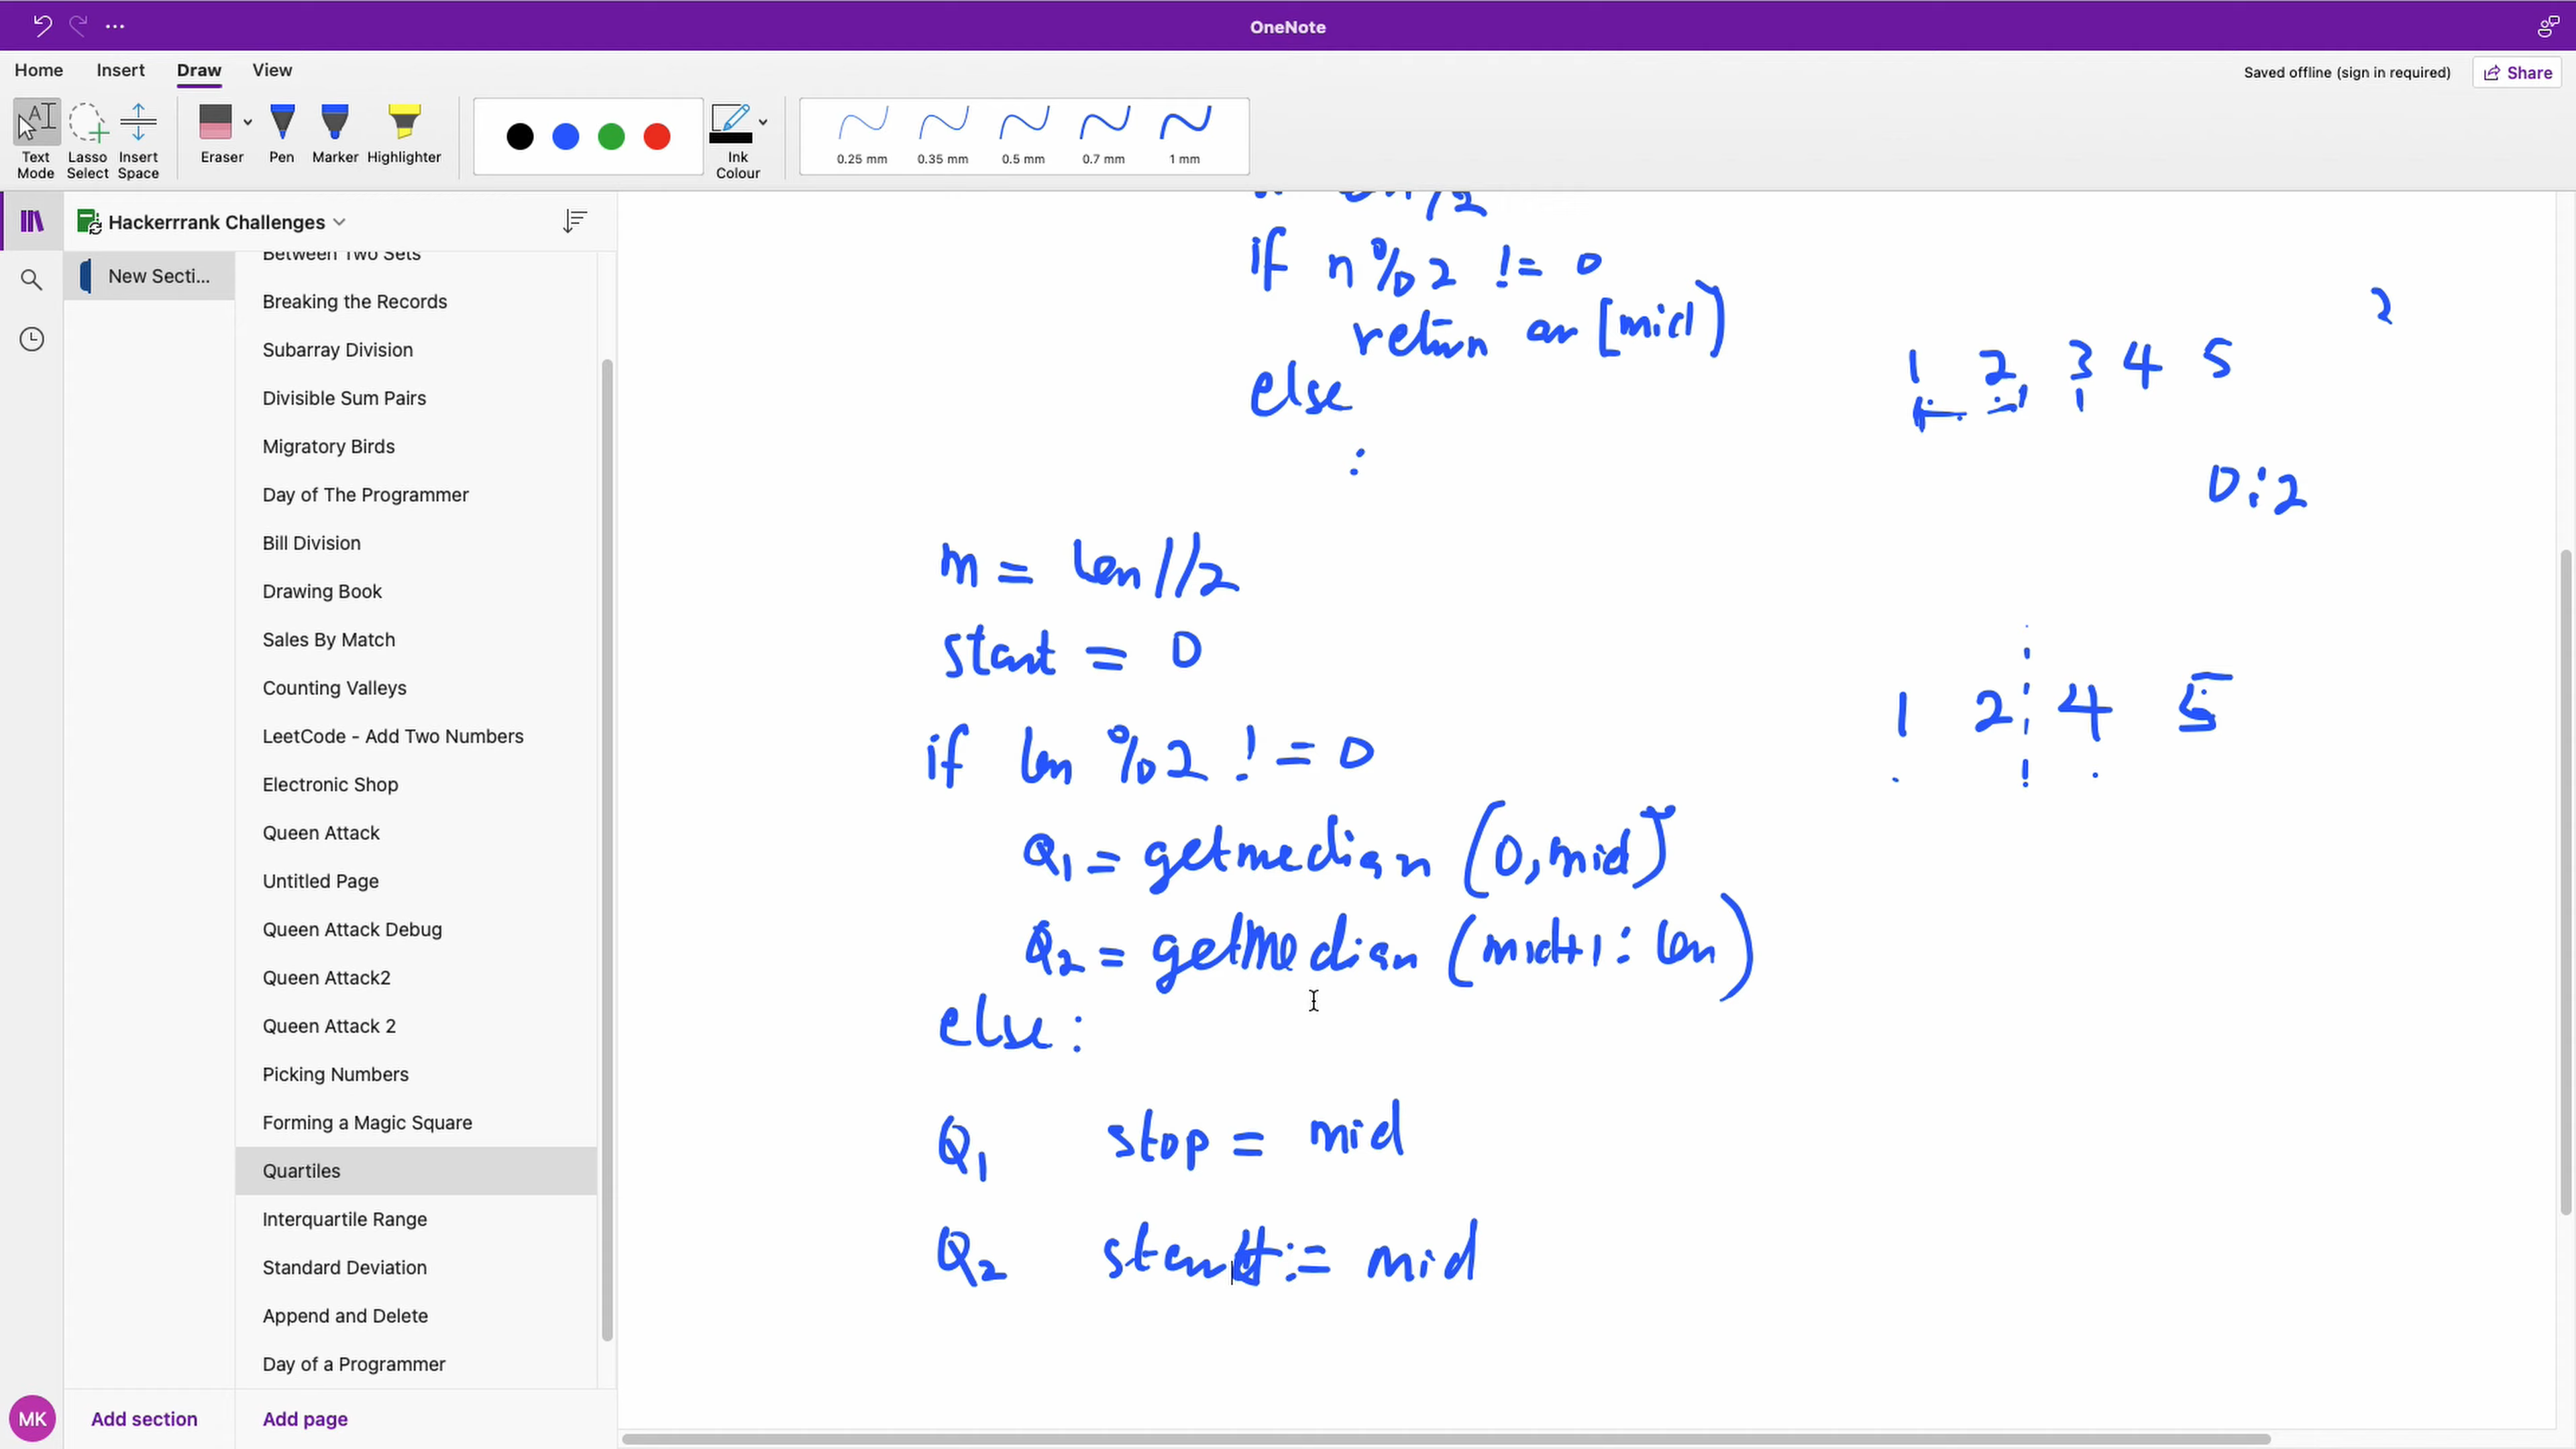 OneNote
Home Insert Draw View
Saved offline (sign in required) Share
Text Mode
Lasso Select
Insert Space
Eraser
Pen
Marker
Highlighter
Ink Colour
0.25 mm 0.35 mm 0.5 mm 0.7 mm 1 mm
Hackerrrank Challenges
New Secti...
Between Two Sets
Breaking the Records
Subarray Division
Divisible Sum Pairs
Migratory Birds
Day of The Programmer
Bill Division
Drawing Book
Sales By Match
Counting Valleys
LeetCode - Add Two Numbers
Electronic Shop
Queen Attack
Untitled Page
Queen Attack Debug
Queen Attack2
Queen Attack 2
Picking Numbers
Forming a Magic Square
Quartiles
Interquartile Range
Standard Deviation
Append and Delete
Day of a Programmer
MK
Add section
Add page
if n%2 != 0
return arr[mid]
else
:
m = len//2
start = 0
if len %2 != 0
Q1 = getmedian (0, mid)
Q2 = getMedian (mid+1: len)
else:
Q1 stop = mid
Q2 start := mid
2
1 2, 3 4 5
0:2
1 2 4 5